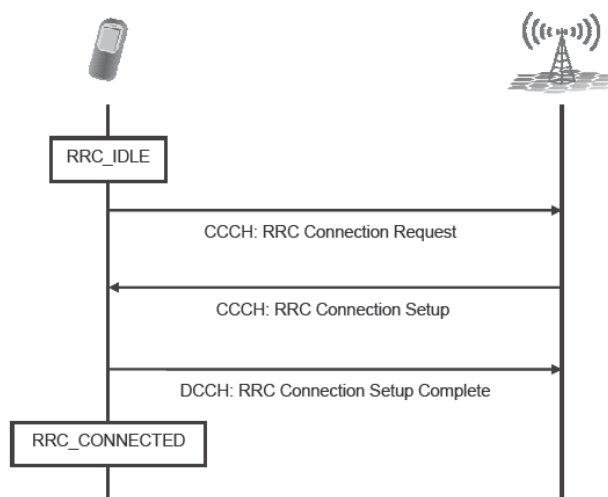 RRC_IDLE
CCCH: RRC Connection Request
CCCH: RRC Connection Setup
DCCH: RRC Connection Setup Complete
RRC_CONNECTED